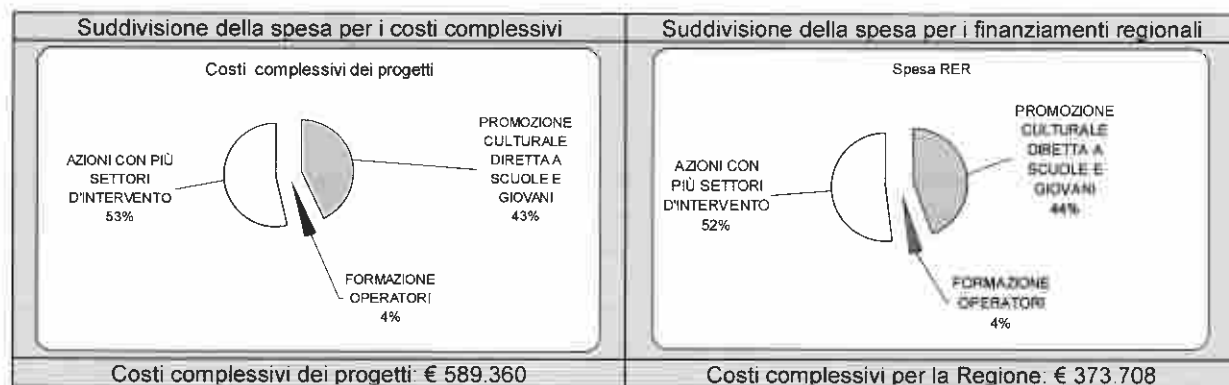 Suddivisione della spesa per i costi complessivi
Costi complessivi dei progetti
AZIONI CON PIÙ
SETTORI
D'INTERVENTO
53%
PROMOZIONE
CULTURALE
DIRETTA A
SCUOLE E
GIOVANI
43%
FORMAZIONE
OPERATORI
4%
Costi complessivi dei progetti: € 589.360
Suddivisione della spesa per i finanziamenti regionali
Spesa RER
AZIONI CON
PIÙ SETTORI
D'INTERVENTO
52%
PROMOZIONE
CULTURALE
DIRETTA A
SCUOLE E
GIOVANI
44%
FORMAZIONE
OPERATORI
4%
Costi complessivi per la Regione: € 373.708